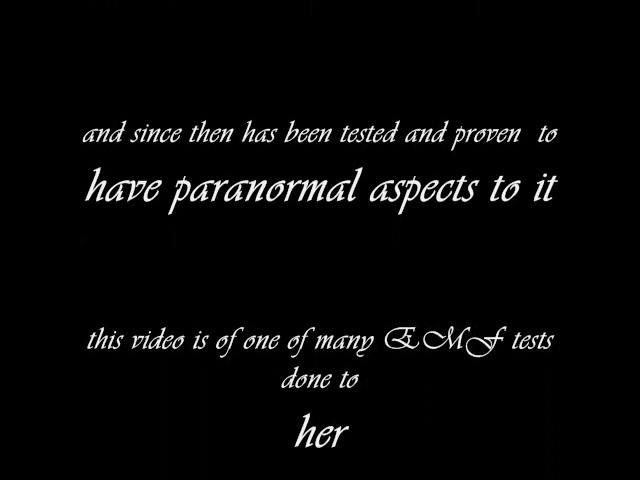 and since then has been tested and proven to
have paranormal aspects to it
this video is of one of many EMF tests
done to
her